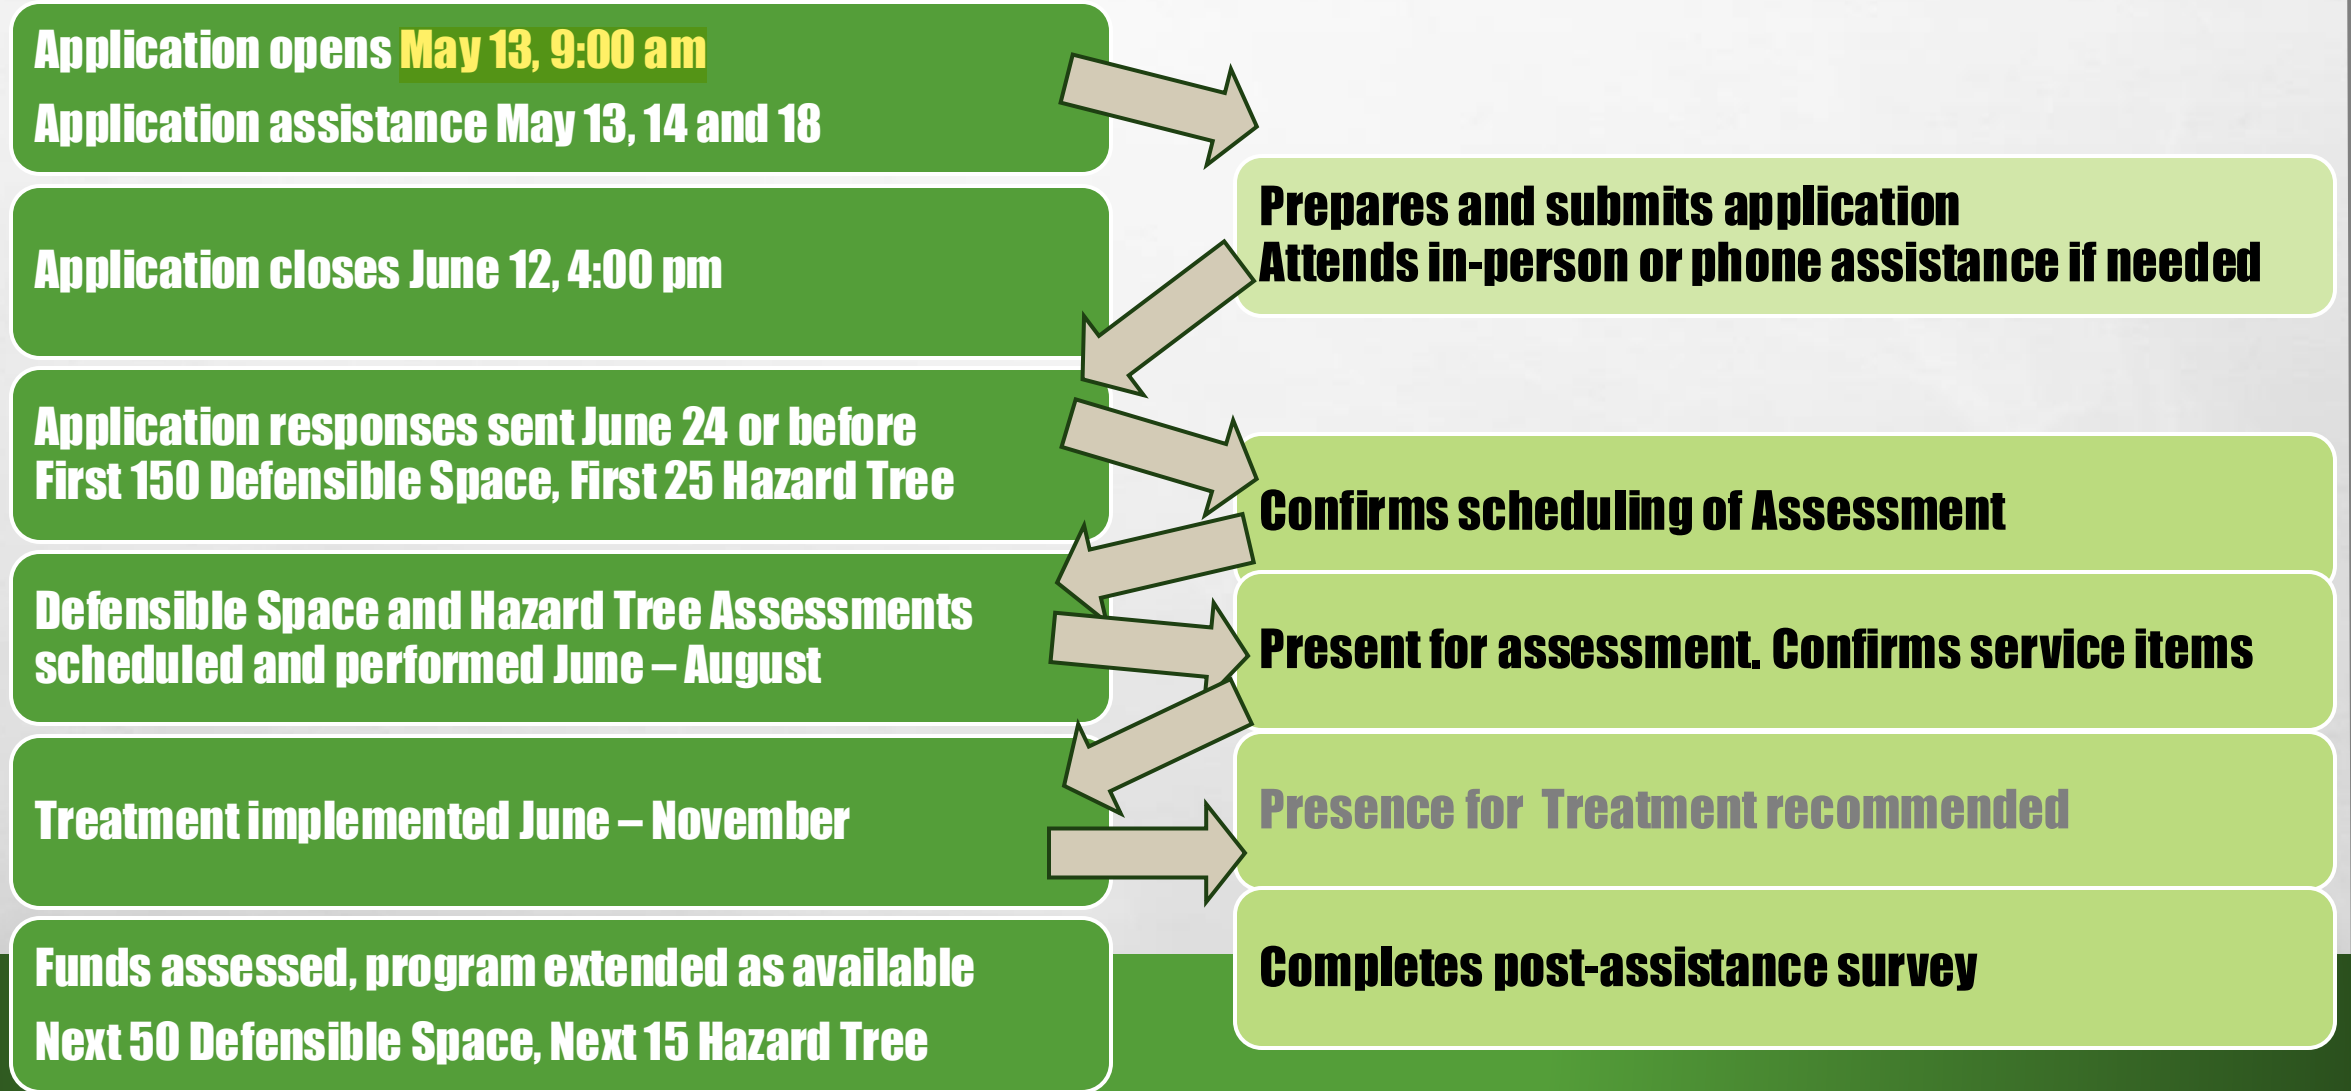 Application opens May 13, 9:00 am
Application assistance May 13, 14 and 18
Application closes June 12, 4:00 pm
Application responses sent June 24 or before
First 150 Defensible Space, First 25 Hazard Tree
Defensible Space and Hazard Tree Assessments
scheduled and performed June – August
Treatment implemented June – November
Funds assessed, program extended as available
Next 50 Defensible Space, Next 15 Hazard Tree
Prepares and submits application
Attends in-person or phone assistance if needed
Confirms scheduling of Assessment
Present for assessment. Confirms service items
Presence for  Treatment recommended
Completes post-assistance survey